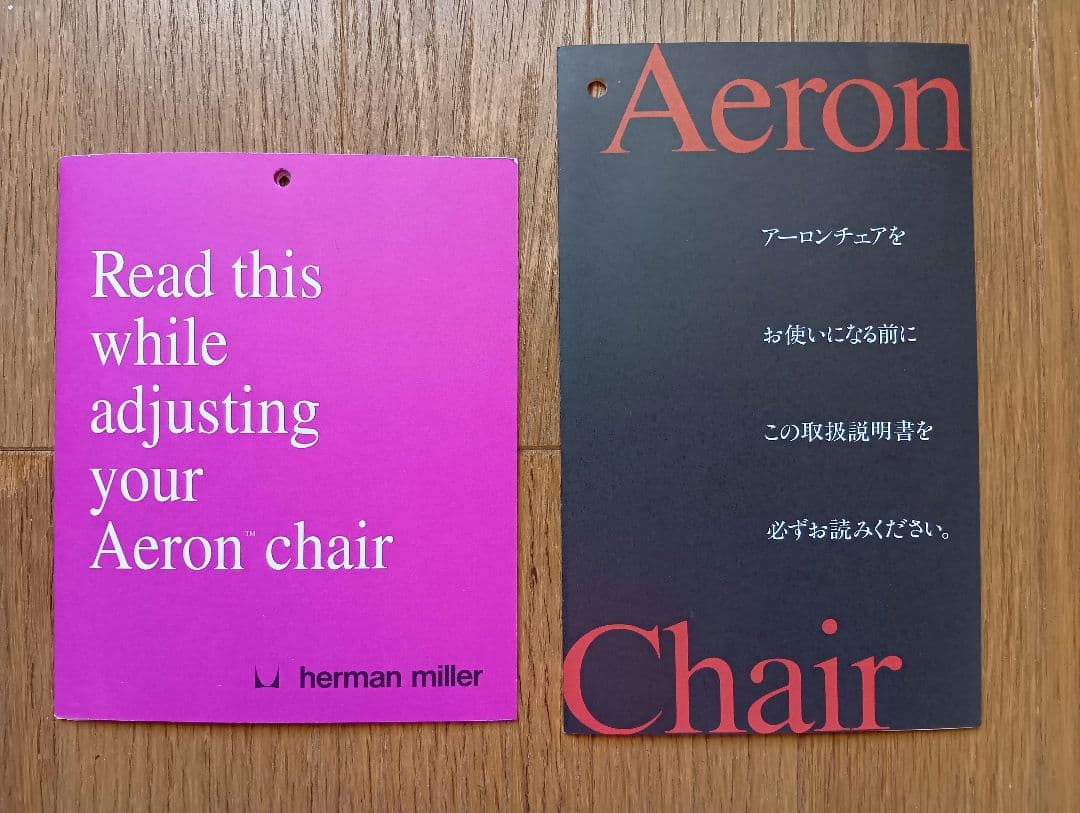 Read this
while
adjusting
your
Aeron™ chair
herman miller
Aeron
アーロンチェアを
お使いになる前に
この取扱説明書を
必ずお読みください。
Chair